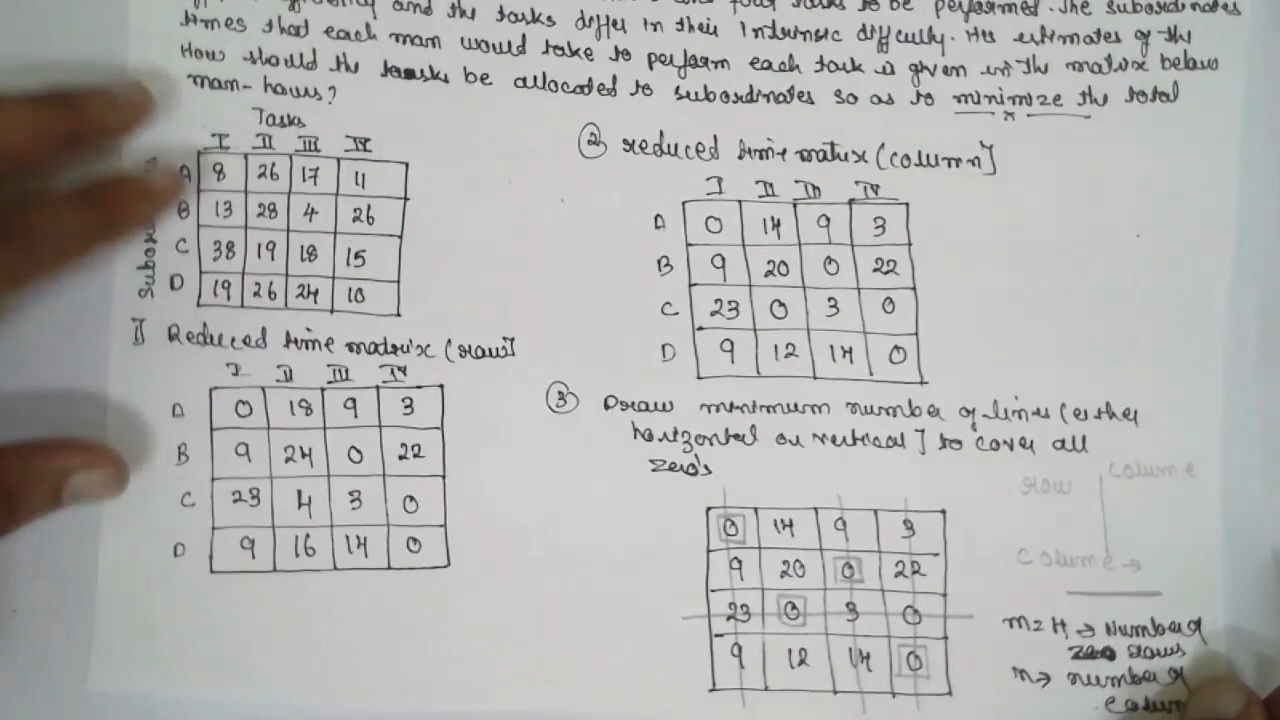 and the tasks differ in their Intrinsic difficulty. His estimates of the
times that each man would take to perform each task is given in the matrix below
How should the tasks be allocated to subordinates so as to minimize the total
man-hours?
Tasks
I II III IV
A 8 26 17 11
B 13 28 4 26
C 38 19 18 15
D 19 26 24 10
I Reduced time matrix (row]
I II III IV
A 0 18 9 3
B 9 24 0 22
C 23 4 3 0
D 9 16 14 0
② reduced time matrix (column]
I II III IV
A 0 14 9 3
B 9 20 0 22
C 23 0 3 0
D 9 12 14 0
③ Draw minimum number of lines (either
horizontal or vertical] to cover all
zero's
0 14 9 3
9 20 0 22
23 0 3 0
9 12 14 0
row column
colume →
m=4 → Number of
rows
n → number of